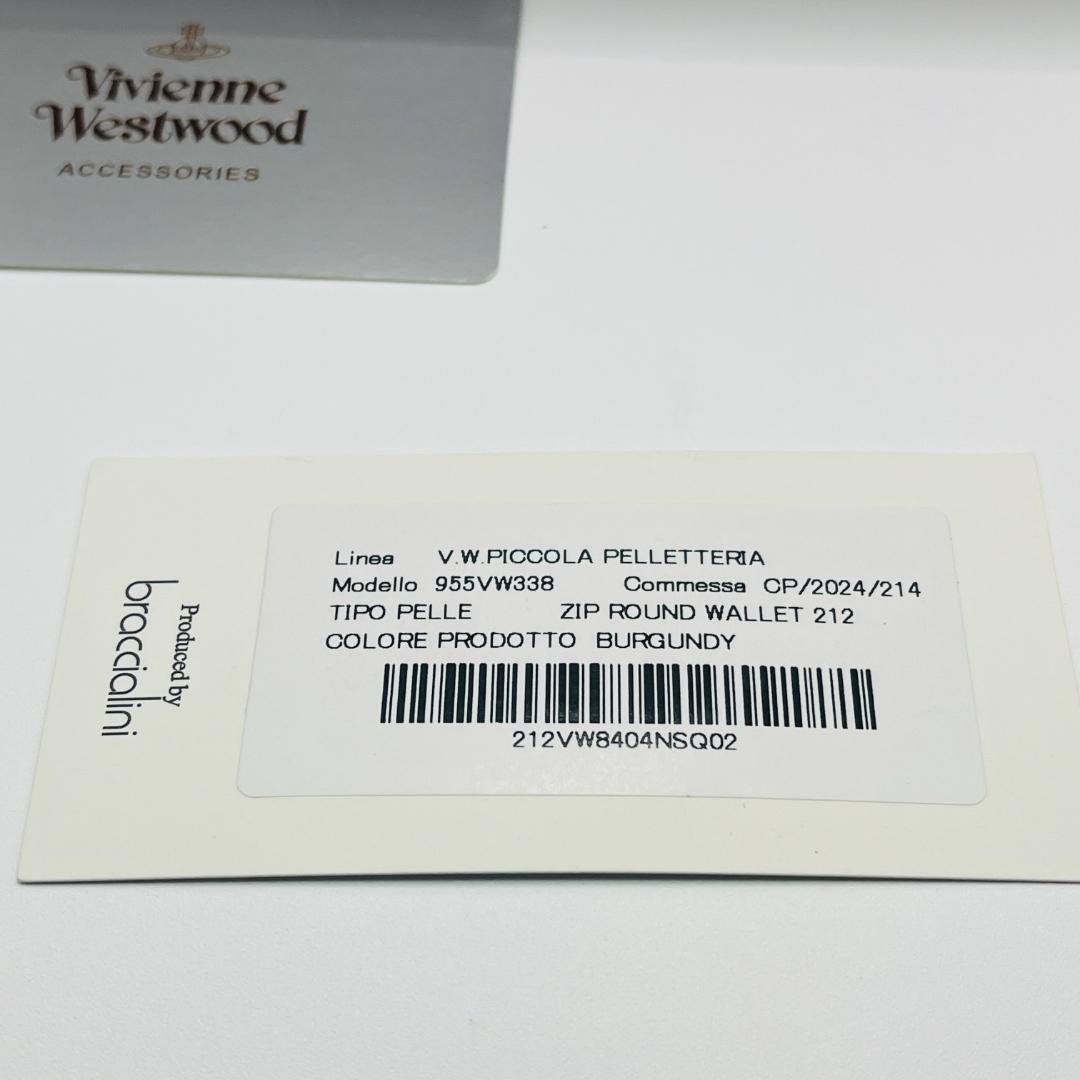 Vivienne
Westwood
ACCESSORIES
Linea V.W.PICCOLA PELLETTERIA
Modello 955VW338 Commessa CP/2024/214
TIPO PELLE ZIP ROUND WALLET 212
COLORE PRODOTTO BURGUNDY
212VW8404NSQ02
Produced by
braccialini